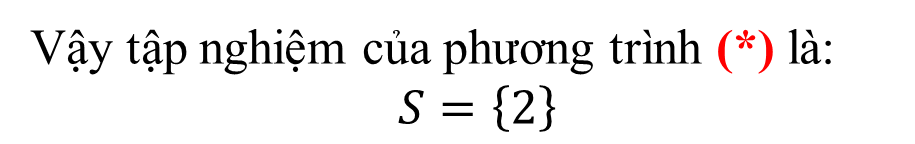 Vậy tập nghiệm của phương trình (*) là:
S = {2}